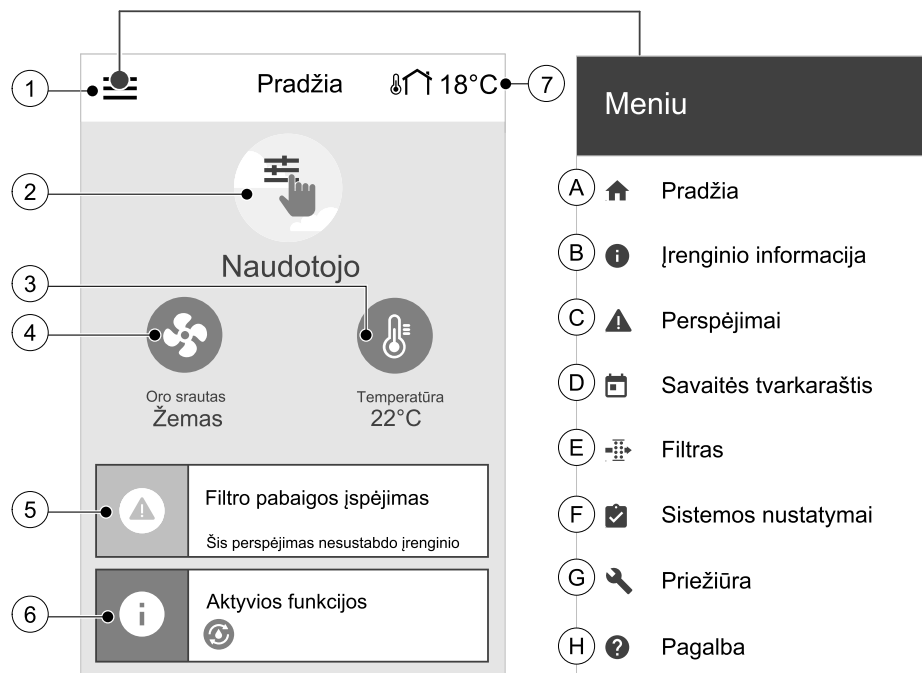 1
Pradžia
18°C
7
2
Naudotojo
3
4
Oro srautas
Žemas
Temperatūra
22°C
5
Filtro pabaigos įspėjimas
Šis perspėjimas nesustabdo įrenginio
6
Aktyvios funkcijos
i
Meniu
A Pradžia
B Įrenginio informacija
C Perspėjimai
D Savaitės tvarkaraštis
E Filtras
F Sistemos nustatymai
G Priežiūra
H Pagalba